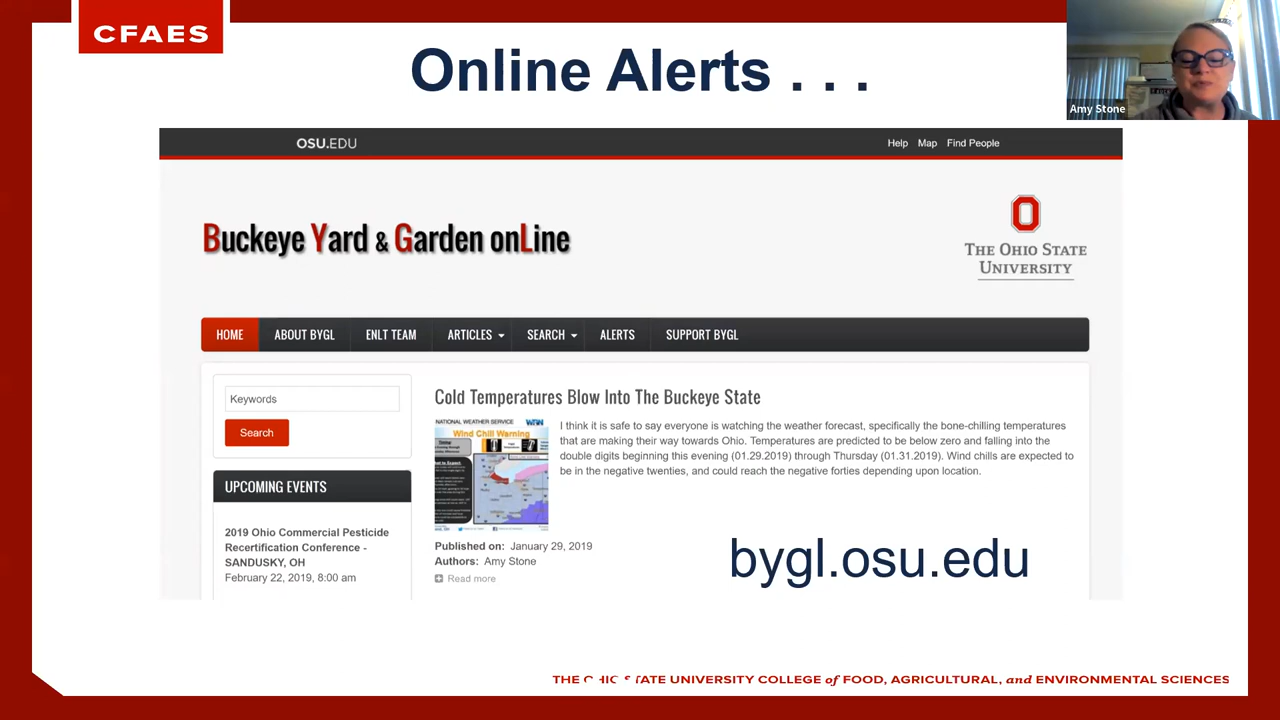 CFAES
Online Alerts . . .
Amy Stone
OSU.EDU
Help Map Find People
Buckeye Yard & Garden onLine
THE OHIO STATE
UNIVERSITY
HOME ABOUT BYGL ENLT TEAM ARTICLES SEARCH ALERTS SUPPORT BYGL
Keywords
Search
UPCOMING EVENTS
2019 Ohio Commercial Pesticide
Recertification Conference -
SANDUSKY, OH
February 22, 2019, 8:00 am
Cold Temperatures Blow Into The Buckeye State
NATIONAL WEATHER SERVICE
Wind Chill Warning
I think it is safe to say everyone is watching the weather forecast, specifically the bone-chilling temperatures
that are making their way towards Ohio. Temperatures are predicted to be below zero and falling into the
double digits beginning this evening (01.29.2019) through Thursday (01.31.2019). Wind chills are expected to
be in the negative twenties, and could reach the negative forties depending upon location.
Published on: January 29, 2019
Authors: Amy Stone
Read more
bygl.osu.edu
THE OHIO STATE UNIVERSITY COLLEGE of FOOD, AGRICULTURAL, and ENVIRONMENTAL SCIENCES